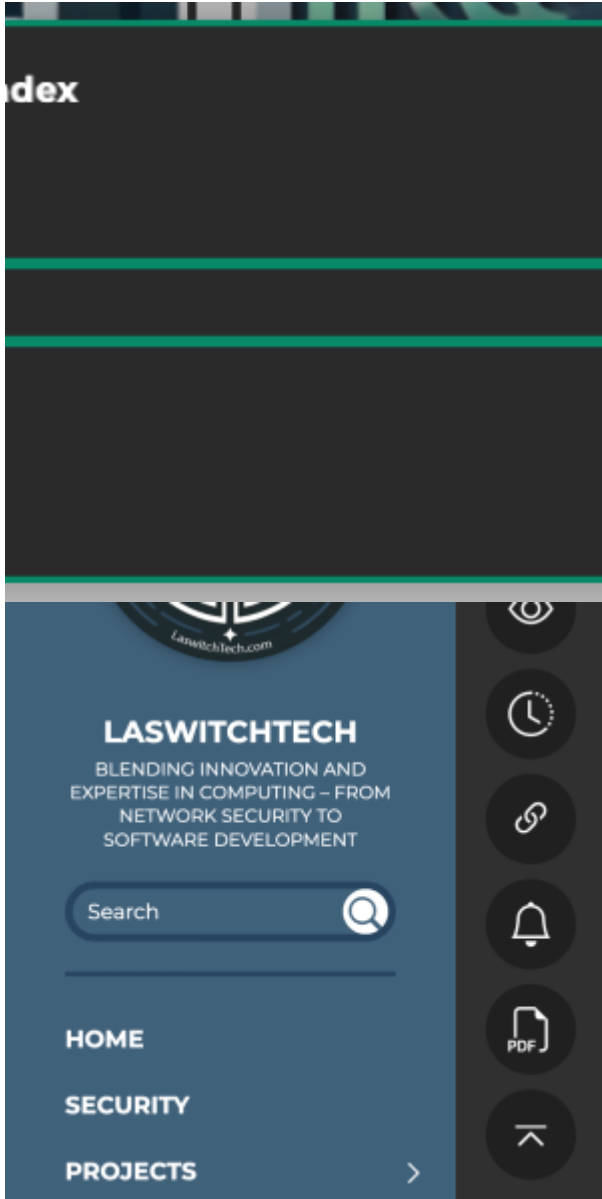 LaswitchTech.com
LASWITCHTECH
BLENDING INNOVATION AND
EXPERTISE IN COMPUTING – FROM
NETWORK SECURITY TO
SOFTWARE DEVELOPMENT
Search
HOME
SECURITY
PDF
PROJECTS